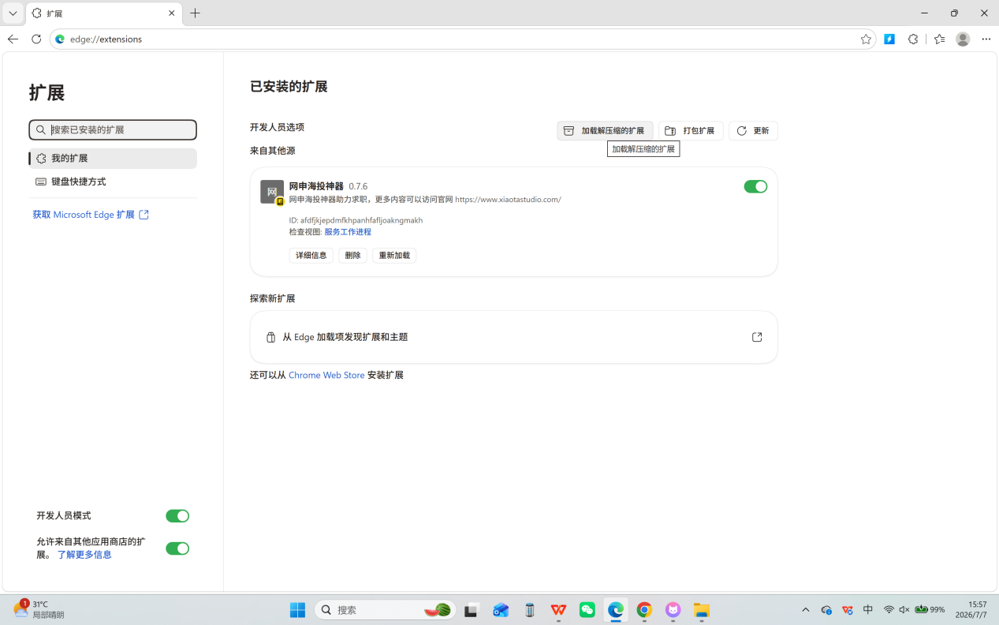 扩展
edge://extensions
扩展
搜索已安装的扩展
我的扩展
键盘快捷方式
获取 Microsoft Edge 扩展
已安装的扩展
开发人员选项
加载解压缩的扩展
打包扩展
更新
加载解压缩的扩展
来自其他源
网
网申海投神器 0.7.6
网申海投神器助力求职，更多内容可以访问官网 https://www.xiaotastudio.com/
ID: afdfjkjepdmfkhpanhfafljoakngmakh
检查视图: 服务工作进程
详细信息
删除
重新加载
探索新扩展
从 Edge 加载项发现扩展和主题
还可以从 Chrome Web Store 安装扩展
开发人员模式
允许来自其他应用商店的扩
展。 了解更多信息
1
31°C
局部晴朗
搜索
中
99%
15:57
2026/7/7